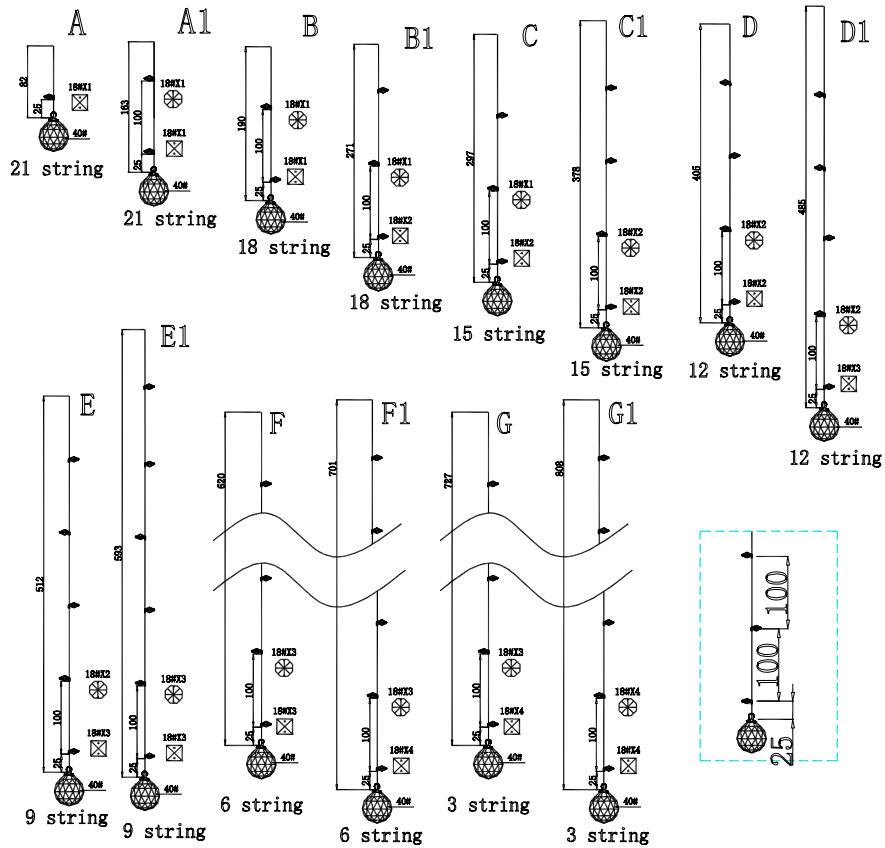 A
82
25
18#X1
40#
21 string
A1
163
100
25
18#X1
18#X1
40#
21 string
B
190
100
25
18#X1
18#X1
40#
18 string
B1
271
100
25
18#X1
18#X2
40#
18 string
C
297
100
25
18#X1
18#X2
40#
15 string
C1
378
100
25
18#X2
18#X2
40#
15 string
D
405
100
25
18#X2
18#X2
40#
12 string
D1
485
100
25
18#X2
18#X3
40#
12 string
E
512
100
25
18#X2
18#X3
40#
9 string
E1
593
100
25
18#X3
18#X3
40#
9 string
F
620
100
25
18#X3
18#X3
40#
6 string
F1
701
100
25
18#X3
18#X4
40#
6 string
G
727
100
25
18#X3
18#X4
40#
3 string
G1
808
100
25
18#X4
18#X4
40#
3 string
100
100
25